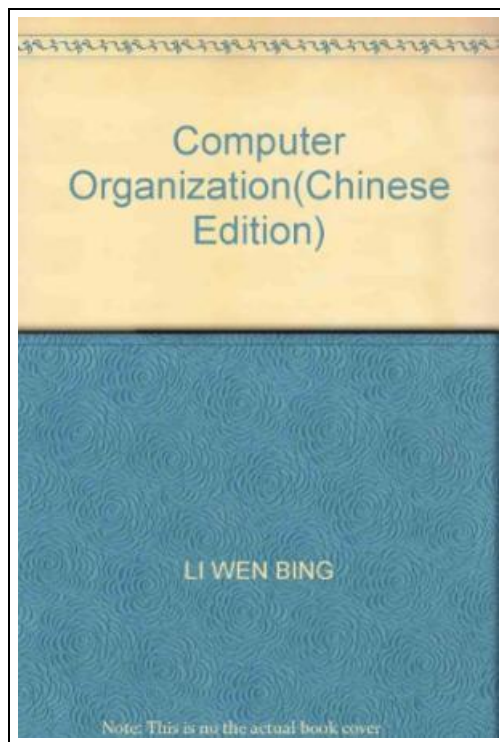 Computer
Organization(Chinese
Edition)
LI WEN BING
Note: This is no the actual book cover